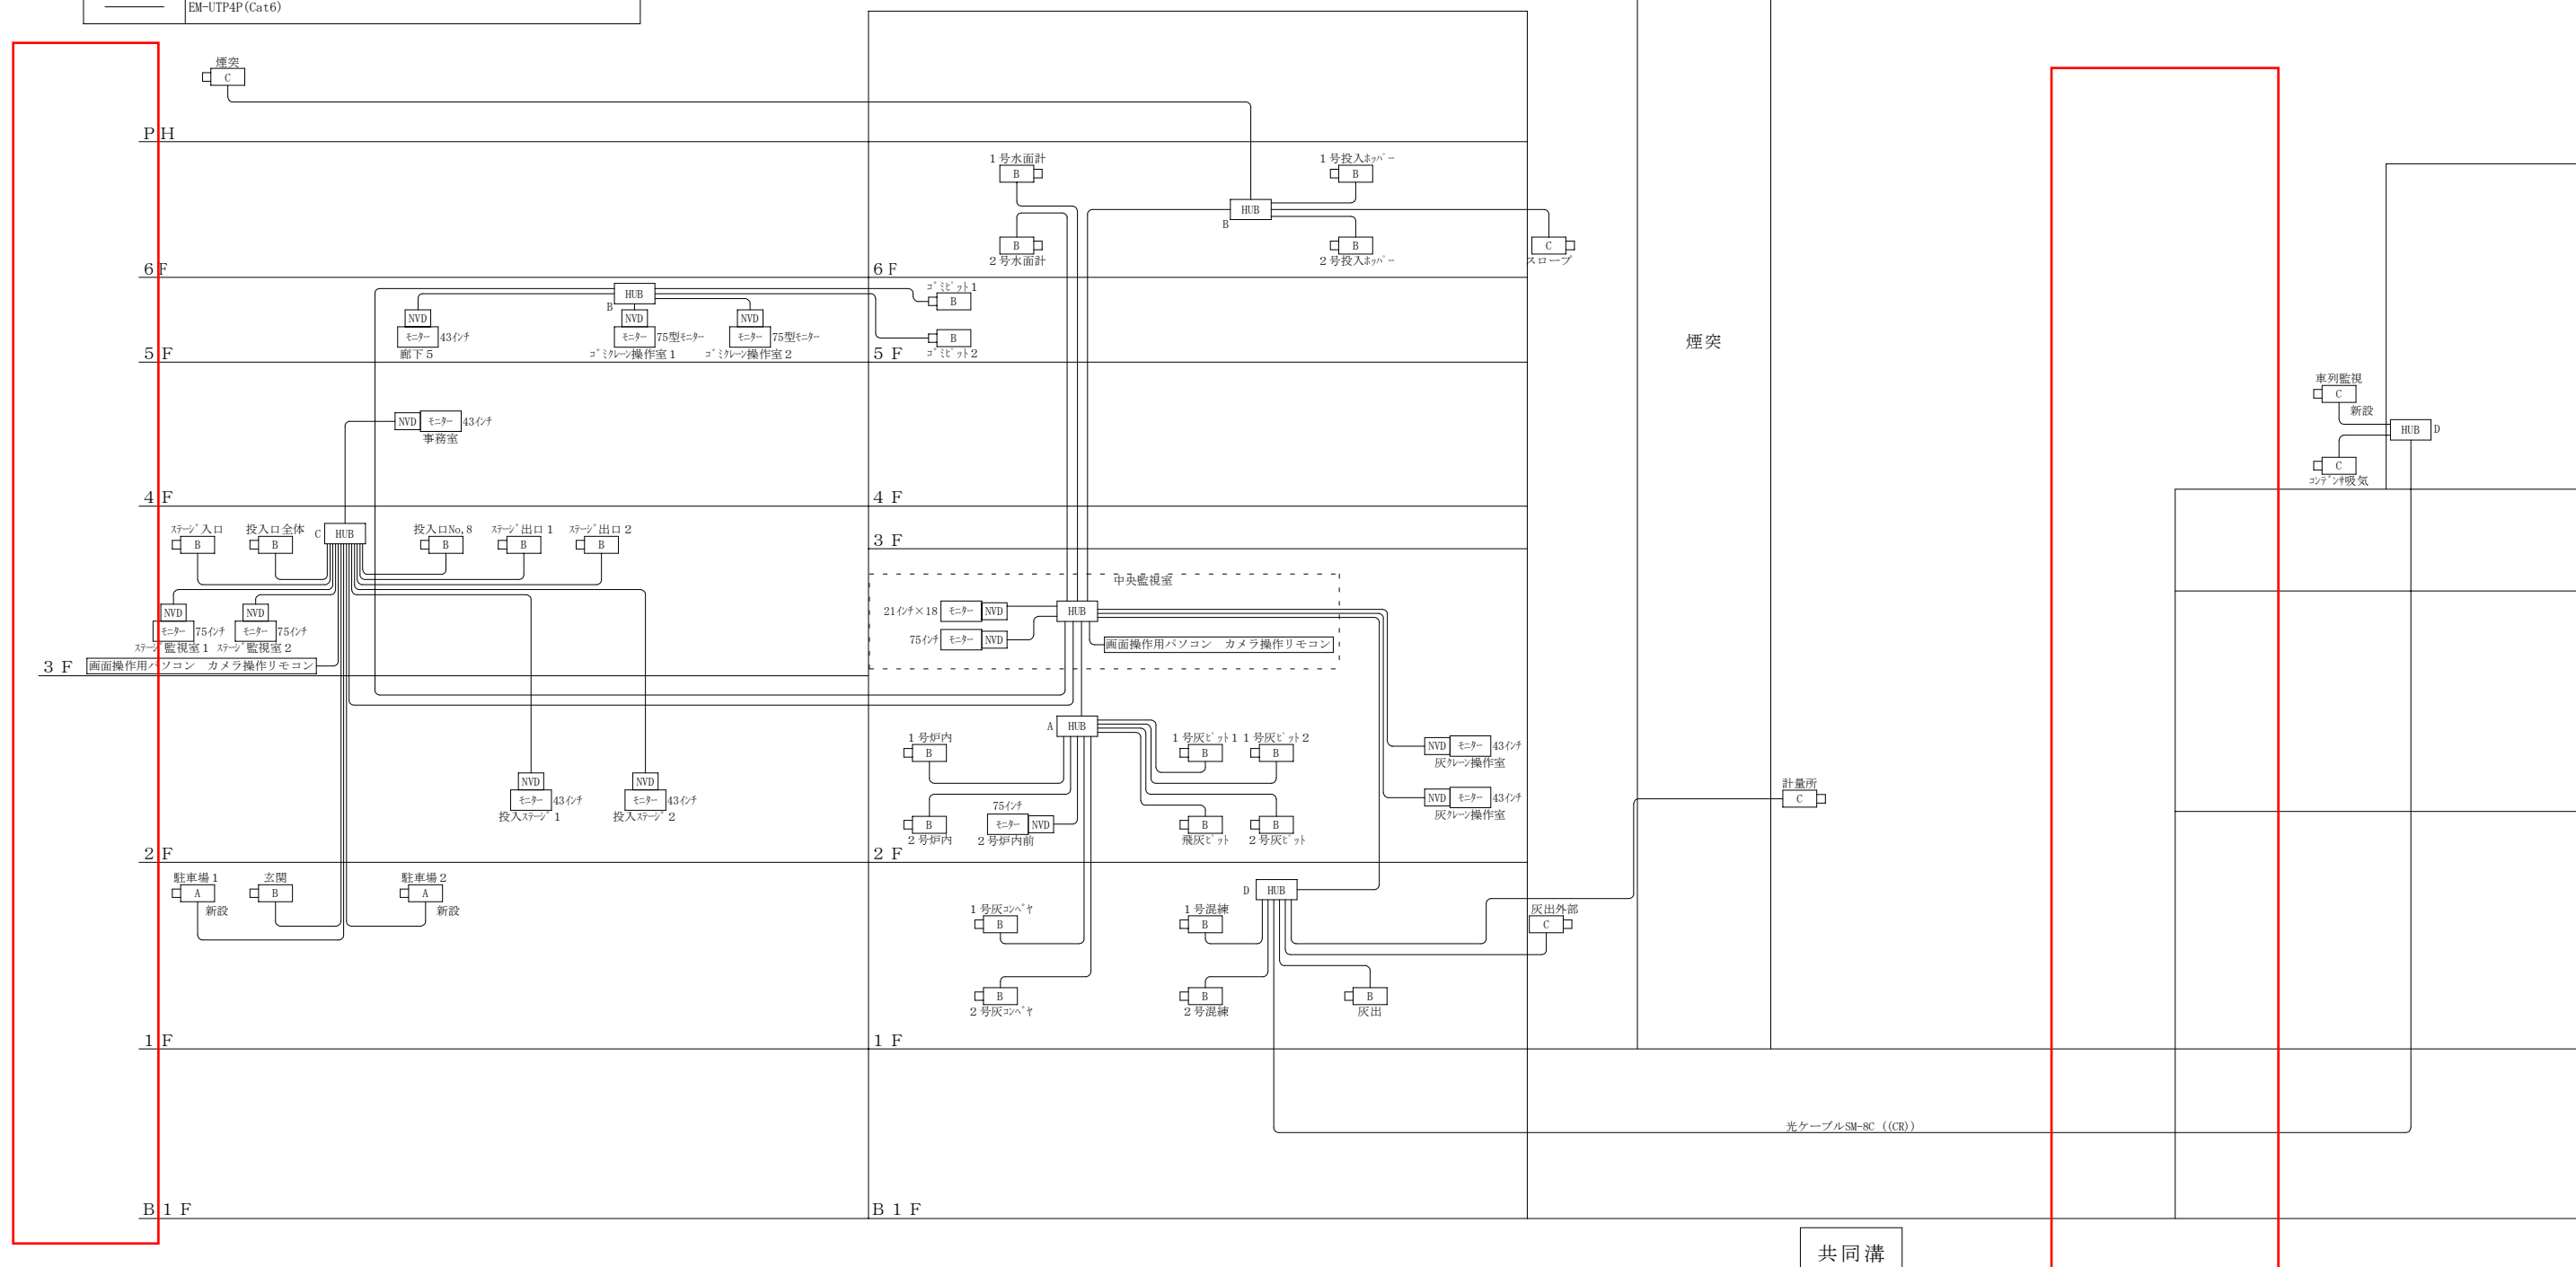 EM-UTP4P(Cat6)
煙突
C
ＰＨ
１号水面計
B
１号投入ﾎｯﾊﾟｰ
B
HUB
B
B
２号水面計
B
２号投入ﾎｯﾊﾟｰ
C
スロープ
６Ｆ
６Ｆ
HUB
B
ｺﾞﾐﾋﾟｯﾄ１
B
NVD
ﾓﾆﾀｰ 43ｲﾝﾁ
廊下５
NVD
ﾓﾆﾀｰ 75型ﾓﾆﾀｰ
ｺﾞﾐｸﾚｰﾝ操作室１
NVD
ﾓﾆﾀｰ 75型ﾓﾆﾀｰ
ｺﾞﾐｸﾚｰﾝ操作室２
B
ｺﾞﾐﾋﾟｯﾄ２
５Ｆ
５Ｆ
煙突
車列監視
C
新設
HUB D
C
ｺﾝﾃﾞﾝｻ吸気
NVD ﾓﾆﾀｰ 43ｲﾝﾁ
事務室
４Ｆ
４Ｆ
ｽﾃｰｼﾞ入口
B
投入口全体
B
C HUB
投入口No.8
B
ｽﾃｰｼﾞ出口１
B
ｽﾃｰｼﾞ出口２
B
３Ｆ
中央監視室
NVD
ﾓﾆﾀｰ 75ｲﾝﾁ
ｽﾃｰｼﾞ監視室１
NVD
ﾓﾆﾀｰ 75ｲﾝﾁ
ｽﾃｰｼﾞ監視室２
21ｲﾝﾁ×18 ﾓﾆﾀｰ NVD
HUB
75ｲﾝﾁ ﾓﾆﾀｰ NVD
画面操作用パソコン　カメラ操作リモコン
３Ｆ
画面操作用パソコン　カメラ操作リモコン
A HUB
１号炉内
B
１号灰ﾋﾟｯﾄ１
B
１号灰ﾋﾟｯﾄ２
B
NVD ﾓﾆﾀｰ 43ｲﾝﾁ
灰ｸﾚｰﾝ操作室
NVD
ﾓﾆﾀｰ 43ｲﾝﾁ
投入ｽﾃｰｼﾞ１
NVD
ﾓﾆﾀｰ 43ｲﾝﾁ
投入ｽﾃｰｼﾞ２
B
２号炉内
75ｲﾝﾁ
ﾓﾆﾀｰ NVD
２号炉内前
B
飛灰ﾋﾟｯﾄ
B
２号灰ﾋﾟｯﾄ
NVD ﾓﾆﾀｰ 43ｲﾝﾁ
灰ｸﾚｰﾝ操作室
計量所
C
２Ｆ
２Ｆ
駐車場１
A
新設
玄関
B
駐車場２
A
新設
D HUB
１号灰ｺﾝﾍﾞﾔ
B
１号混練
B
灰出外部
C
B
２号灰ｺﾝﾍﾞﾔ
B
２号混練
B
灰出
１Ｆ
１Ｆ
光ケーブルSM-8C ((CR))
Ｂ１Ｆ
Ｂ１Ｆ
共同溝